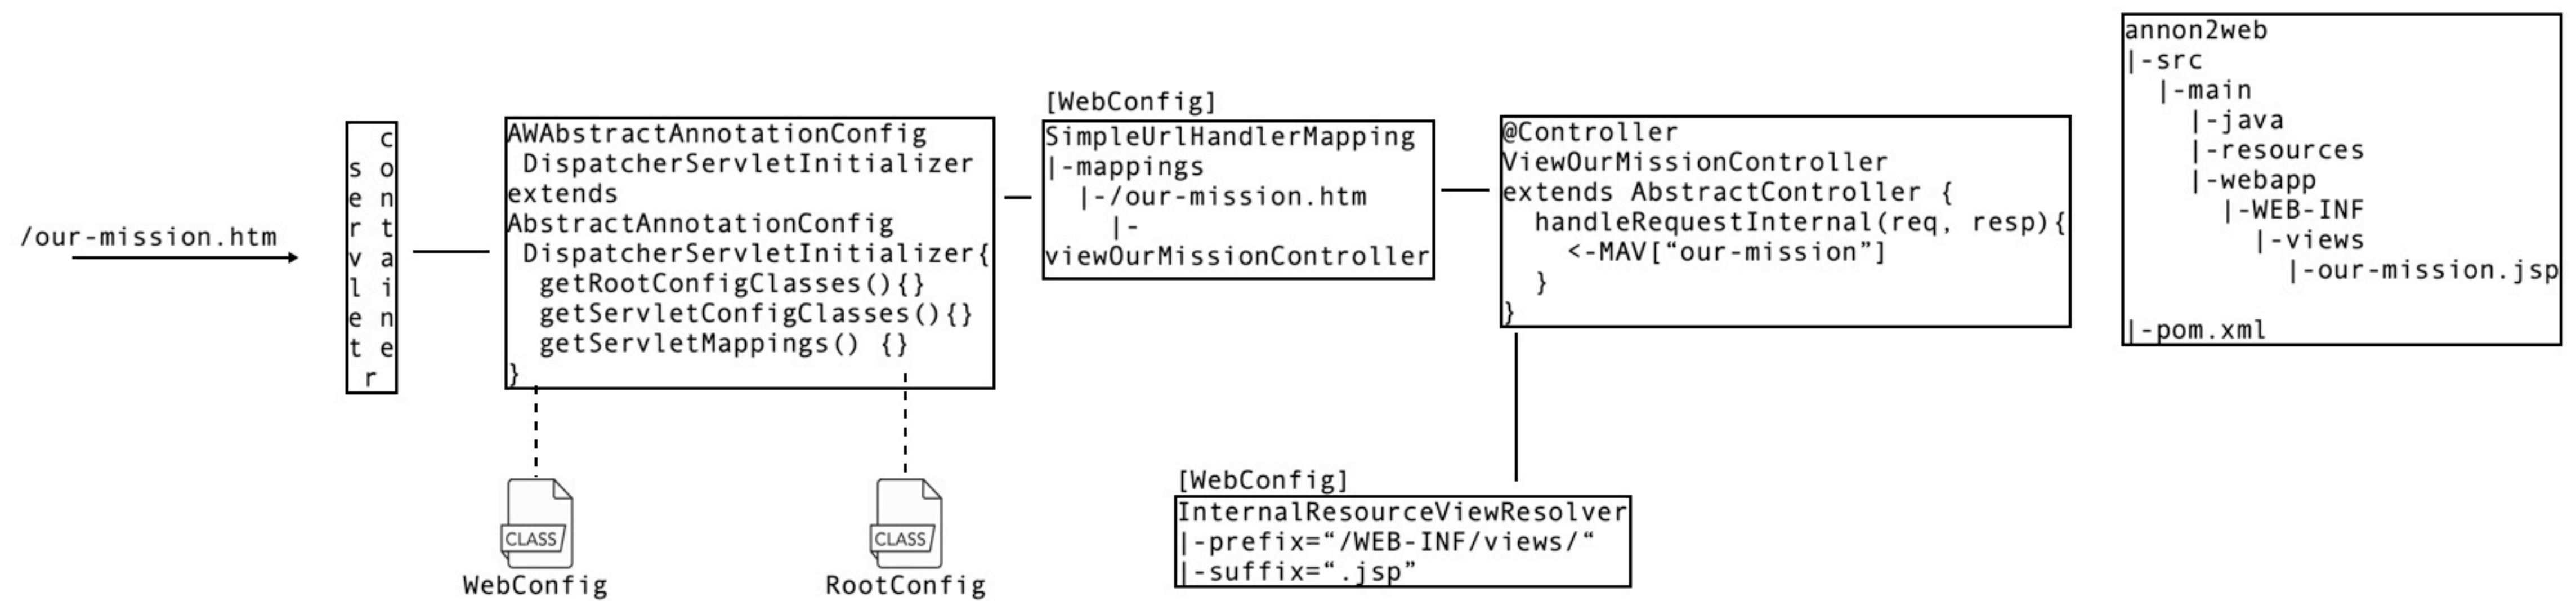 /our-mission.htm
servlet
container
AWAbstractAnnotationConfig
DispatcherServletInitializer
extends
AbstractAnnotationConfig
DispatcherServletInitializer{
getRootConfigClasses(){}
getServletConfigClasses(){}
getServletMappings() {}
}
CLASS
WebConfig
CLASS
RootConfig
[WebConfig]
SimpleUrlHandlerMapping
|-mappings
|-/our-mission.htm
|-
viewOurMissionController
@Controller
ViewOurMissionController
extends AbstractController {
handleRequestInternal(req, resp){
<-MAV[“our-mission”]
}
}
[WebConfig]
InternalResourceViewResolver
|-prefix=“/WEB-INF/views/“
|-suffix=“.jsp”
annon2web
|-src
|-main
|-java
|-resources
|-webapp
|-WEB-INF
|-views
|-our-mission.jsp
|-pom.xml